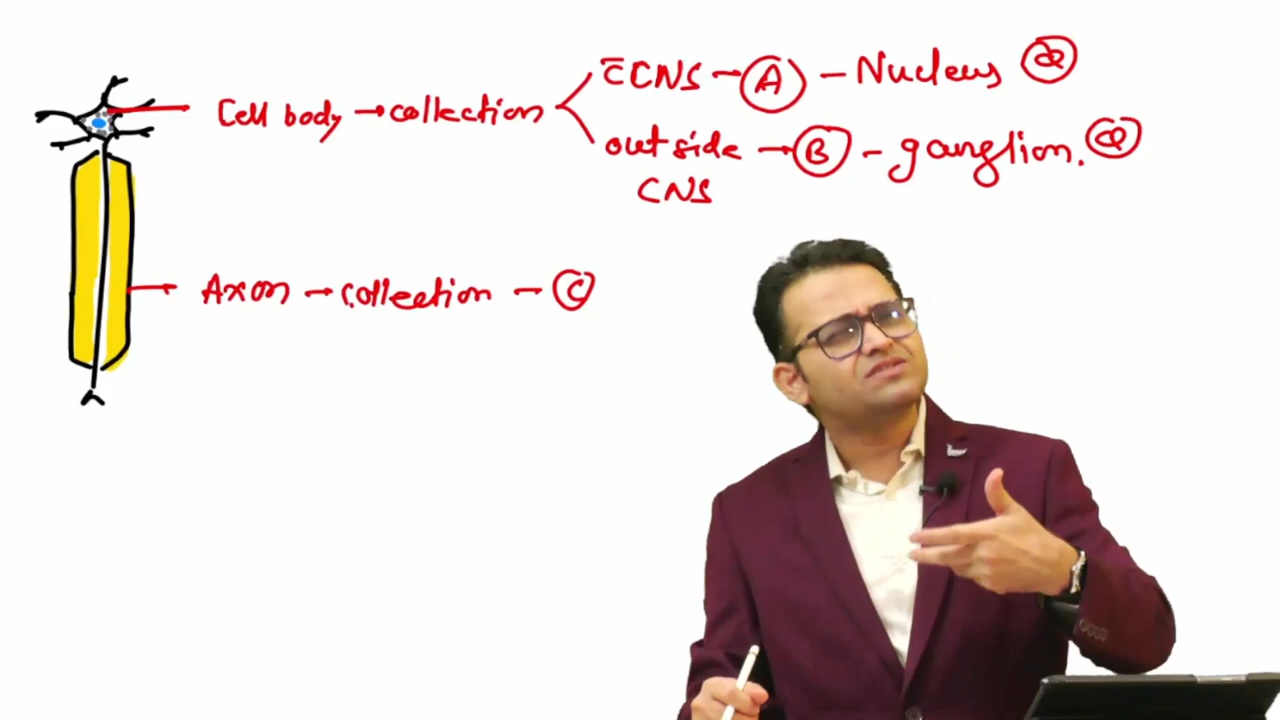 c̄CNS → A - Nucleus
Cell body → collection
outside → B - ganglion.
CNS
Axon → collection - C